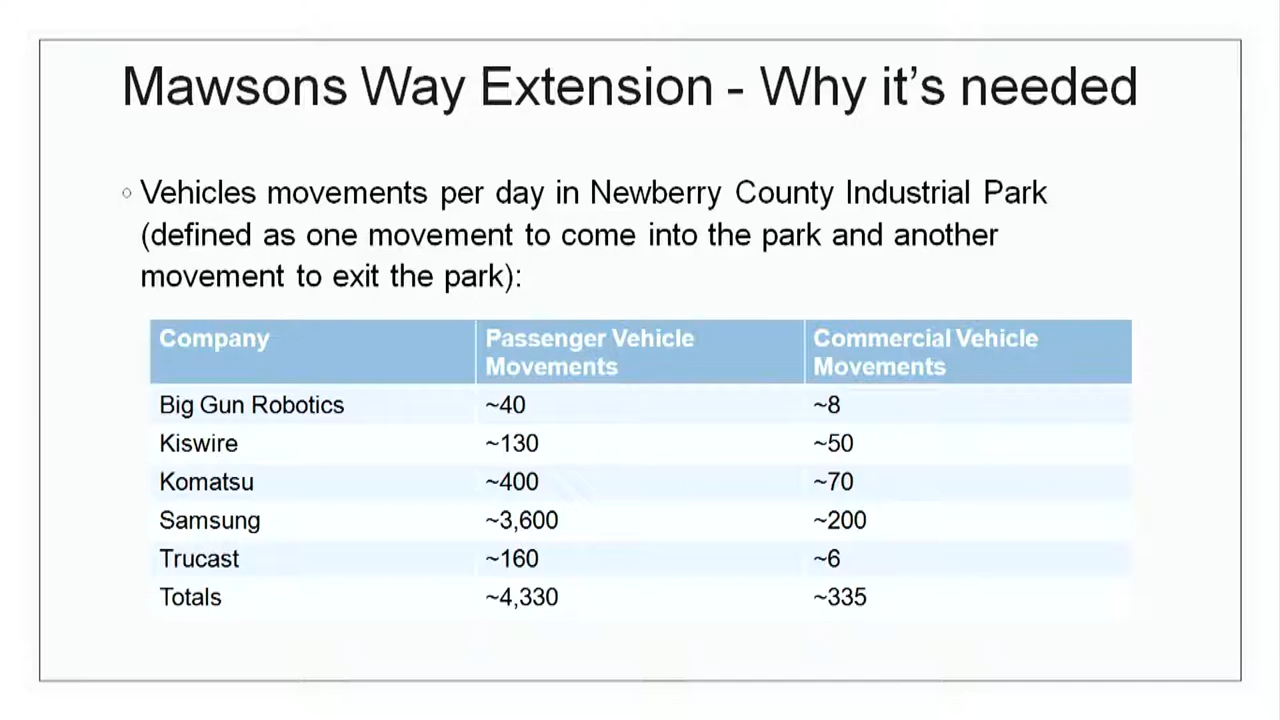 Mawsons Way Extension - Why it's needed
◦ Vehicles movements per day in Newberry County Industrial Park
(defined as one movement to come into the park and another
movement to exit the park):
Company Passenger Vehicle Movements Commercial Vehicle Movements
Big Gun Robotics ~40 ~8
Kiswire ~130 ~50
Komatsu ~400 ~70
Samsung ~3,600 ~200
Trucast ~160 ~6
Totals ~4,330 ~335